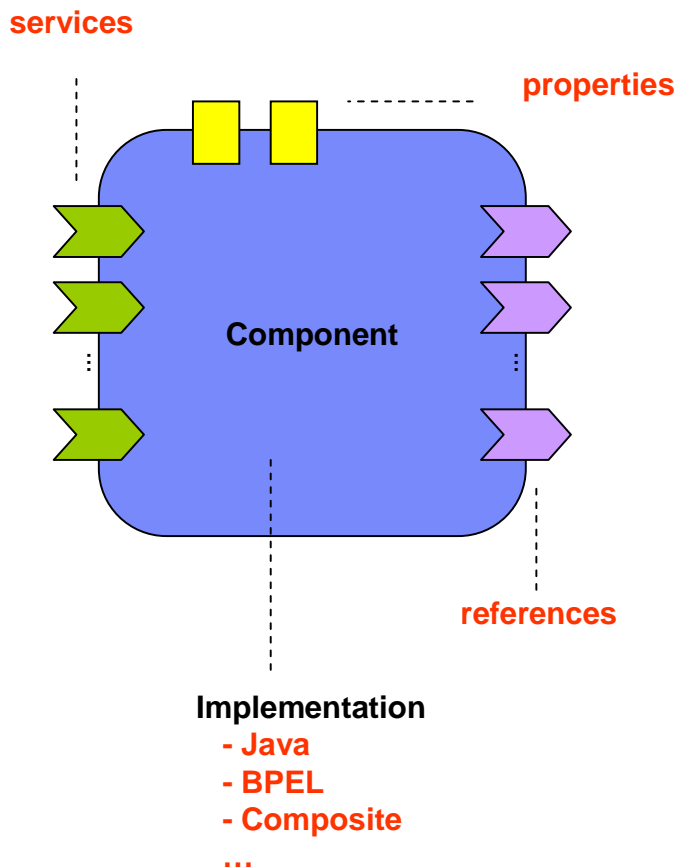 services
properties
...
Component
...
references
Implementation
- Java
- BPEL
- Composite
...